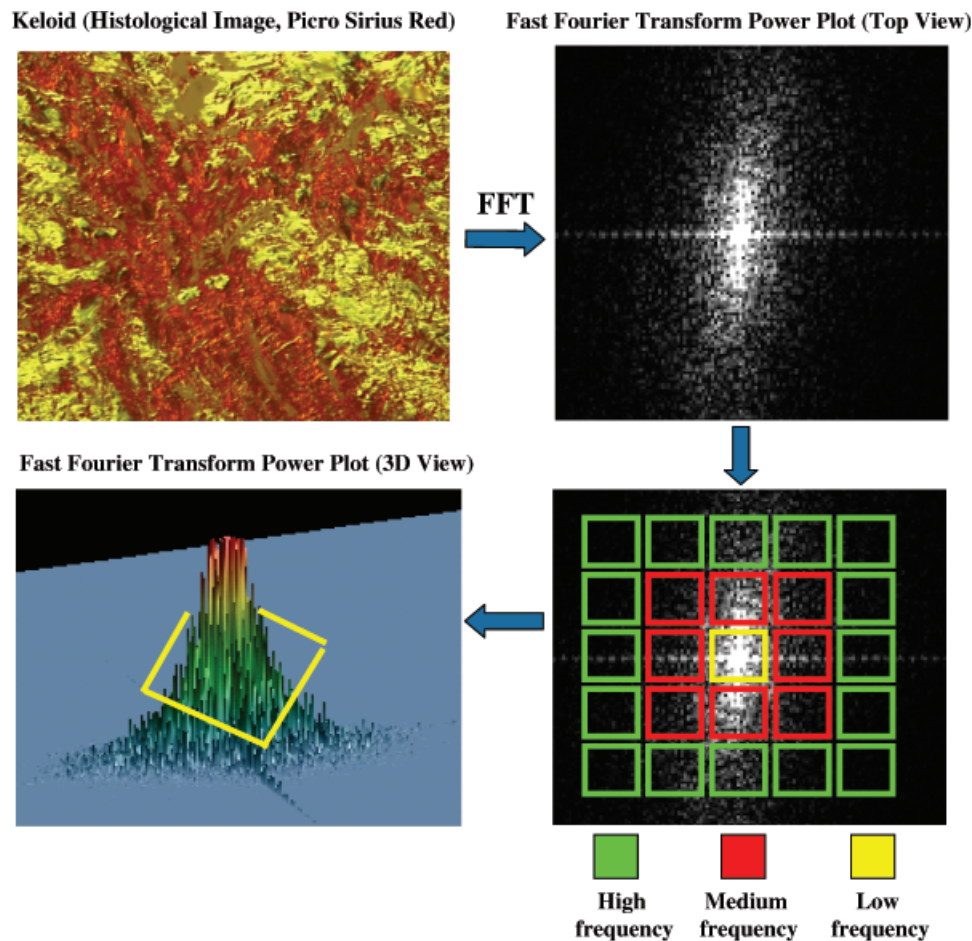 Keloid (Histological Image, Picro Sirius Red)
Fast Fourier Transform Power Plot (Top View)
FFT
Fast Fourier Transform Power Plot (3D View)
High
frequency
Medium
frequency
Low
frequency